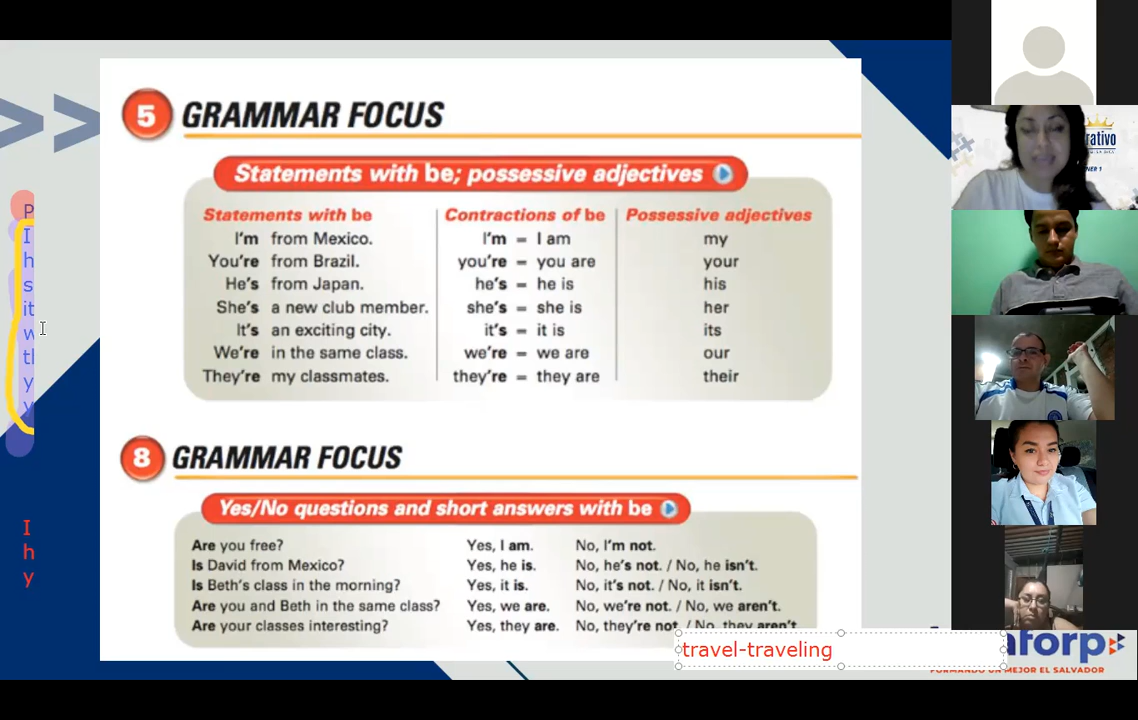 >>
5 GRAMMAR FOCUS
Statements with be; possessive adjectives
Statements with be Contractions of be Possessive adjectives
I'm from Mexico. I'm = I am my
You're from Brazil. you're = you are your
He's from Japan. he's = he is his
She's a new club member. she's = she is her
It's an exciting city. it's = it is its
We're in the same class. we're = we are our
They're my classmates. they're = they are their
8 GRAMMAR FOCUS
Yes/No questions and short answers with be
Are you free? Yes, I am. No, I'm not.
Is David from Mexico? Yes, he is. No, he's not. / No, he isn't.
Is Beth's class in the morning? Yes, it is. No, it's not. / No, it isn't.
Are you and Beth in the same class? Yes, we are. No, we're not. / No, we aren't.
Are your classes interesting? Yes, they are. No, they're not. / No, they aren't.
travel-traveling
P
I
h
s
it
w
y
y
I
h
y
rativo
aforp
FORMANDO UN MEJOR EL SALVADOR